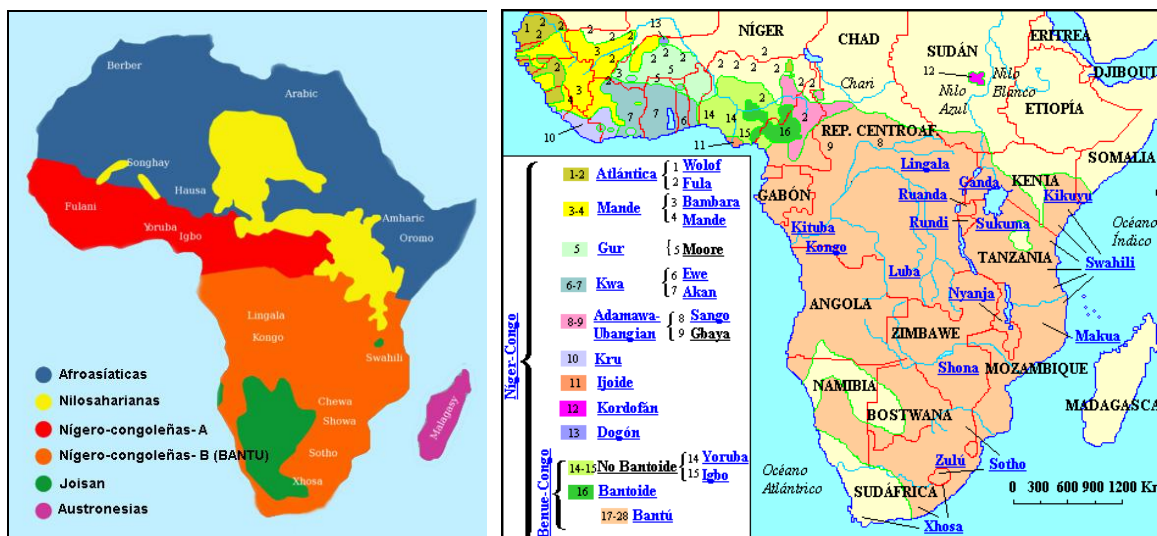 Berber
Arabic
Songhay
Hausa
Fulani
Yoruba
Igbo
Amharic
Oromo
Lingala
Kongo
Swahili
Chewa
Showa
Sotho
Xhosa
Malagasy
Afroasíaticas
Nilosaharianas
Nígero-congoleñas- A
Nígero-congoleñas- B (BANTU)
Joisan
Austronesias
NÍGER
CHAD
SUDÁN
ERITREA
DJIBOUT
ETIOPÍA
SOMALIA
Chari
Nilo
Blanco
Nilo
Azul
REP. CENTROAF
Lingala
GABÓN
Ruanda
Ganda
KENIA
Kikuyu
Kituba
Kongo
Rundi
Sukuma
Océano
Índico
TANZANIA
Swahili
Luba
Nyanja
ANGOLA
ZIMBAWE
Makua
Shona
MOZAMBIQUE
NAMIBIA
BOSTWANA
MADAGASCA
Zulú
Sotho
Océano
Atlántico
SUDÁFRICA
Xhosa
0 300 600 900 1200 K
Níger-Congo
1-2 Atlántica
1 Wolof
2 Fula
3-4 Mande
3 Bambara
4 Mande
5 Gur
5 Moore
6-7 Kwa
6 Ewe
7 Akan
8-9 Adamawa-
Ubangian
8 Sango
9 Gbaya
10 Kru
11 Ijoide
12 Kordofán
13 Dogón
Benue-Congo
14-15 No Bantoide
14 Yoruba
15 Igbo
16 Bantoide
17-28 Bantú